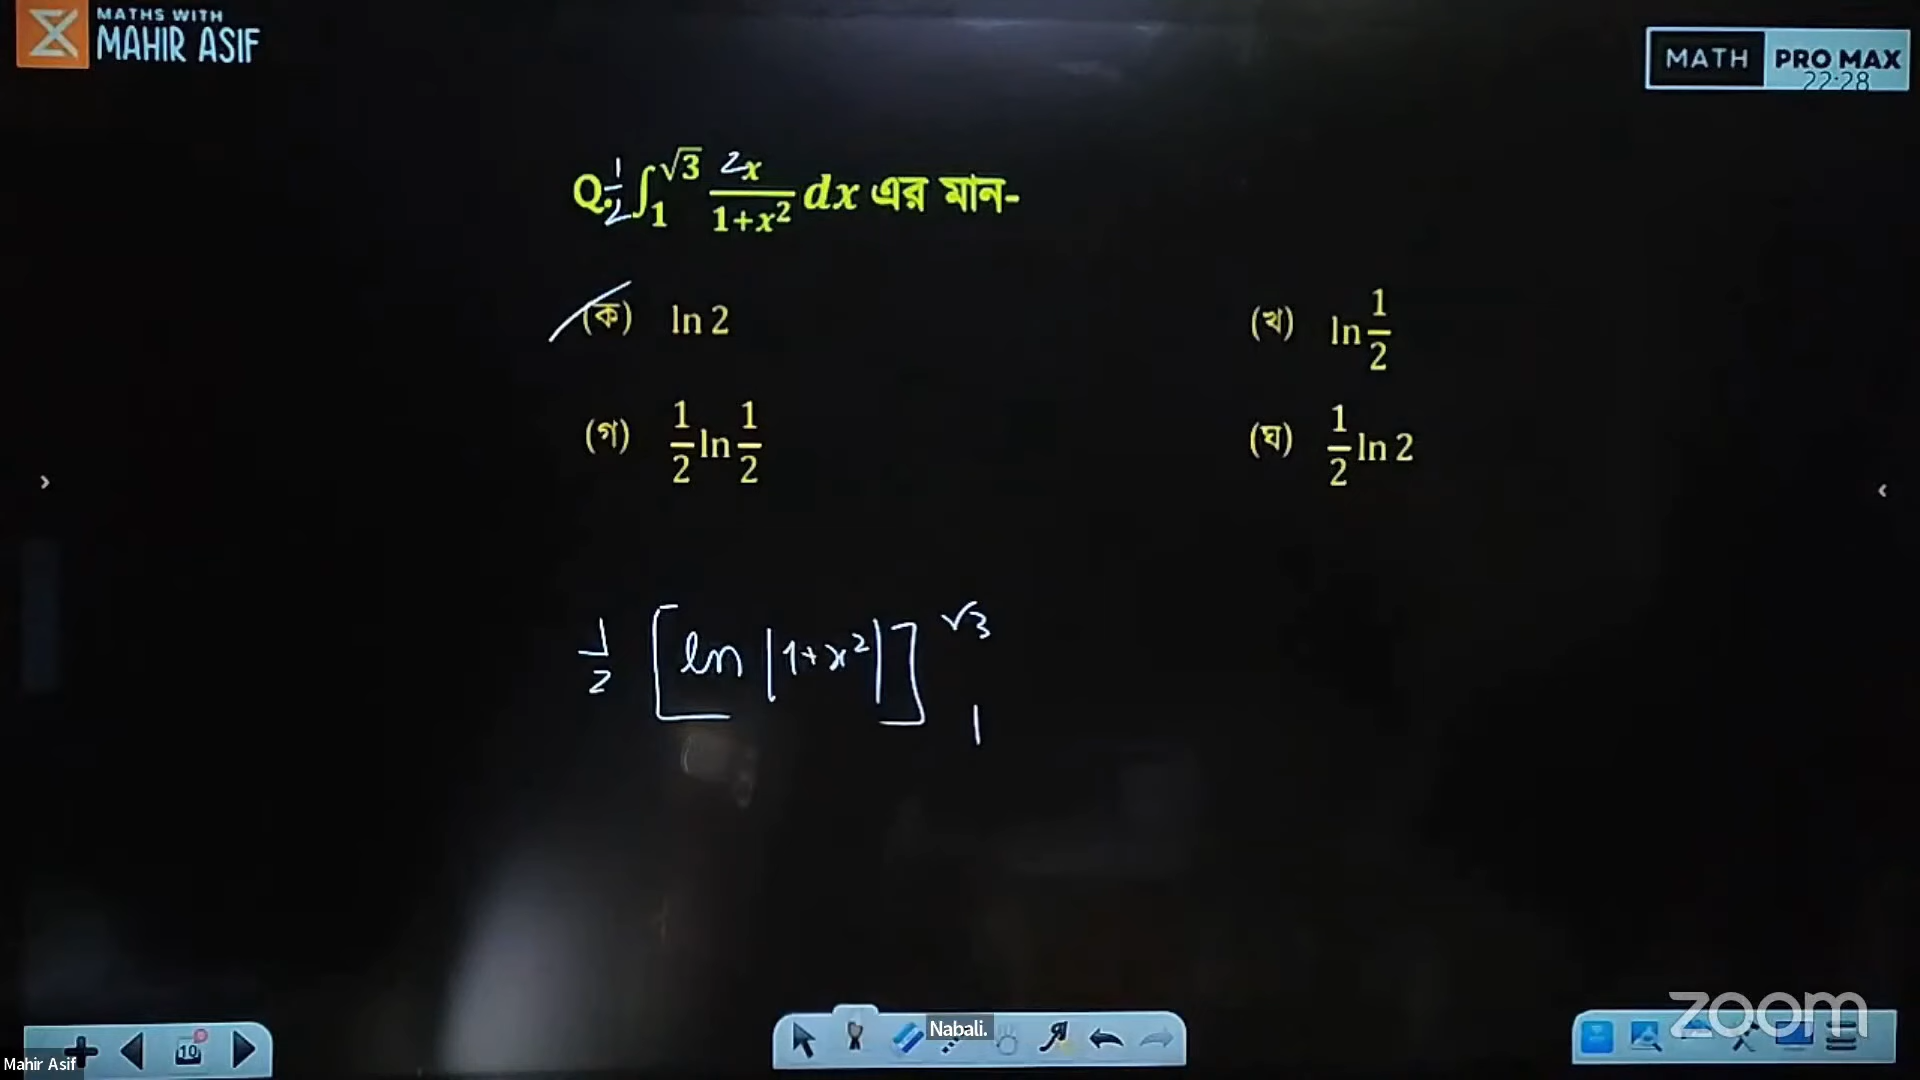 MATHS WITH
MAHIR ASIF
MATH PRO MAX
22:28
Q. 1/2 ∫₁^√3 2x/(1+x²) dx এর মান-
(ক) ln 2
(খ) ln 1/2
(গ) 1/2 ln 1/2
(ঘ) 1/2 ln 2
1/2 [ln |1+x²|]₁^√3
zoom
10
Nabali.
Mahir Asif